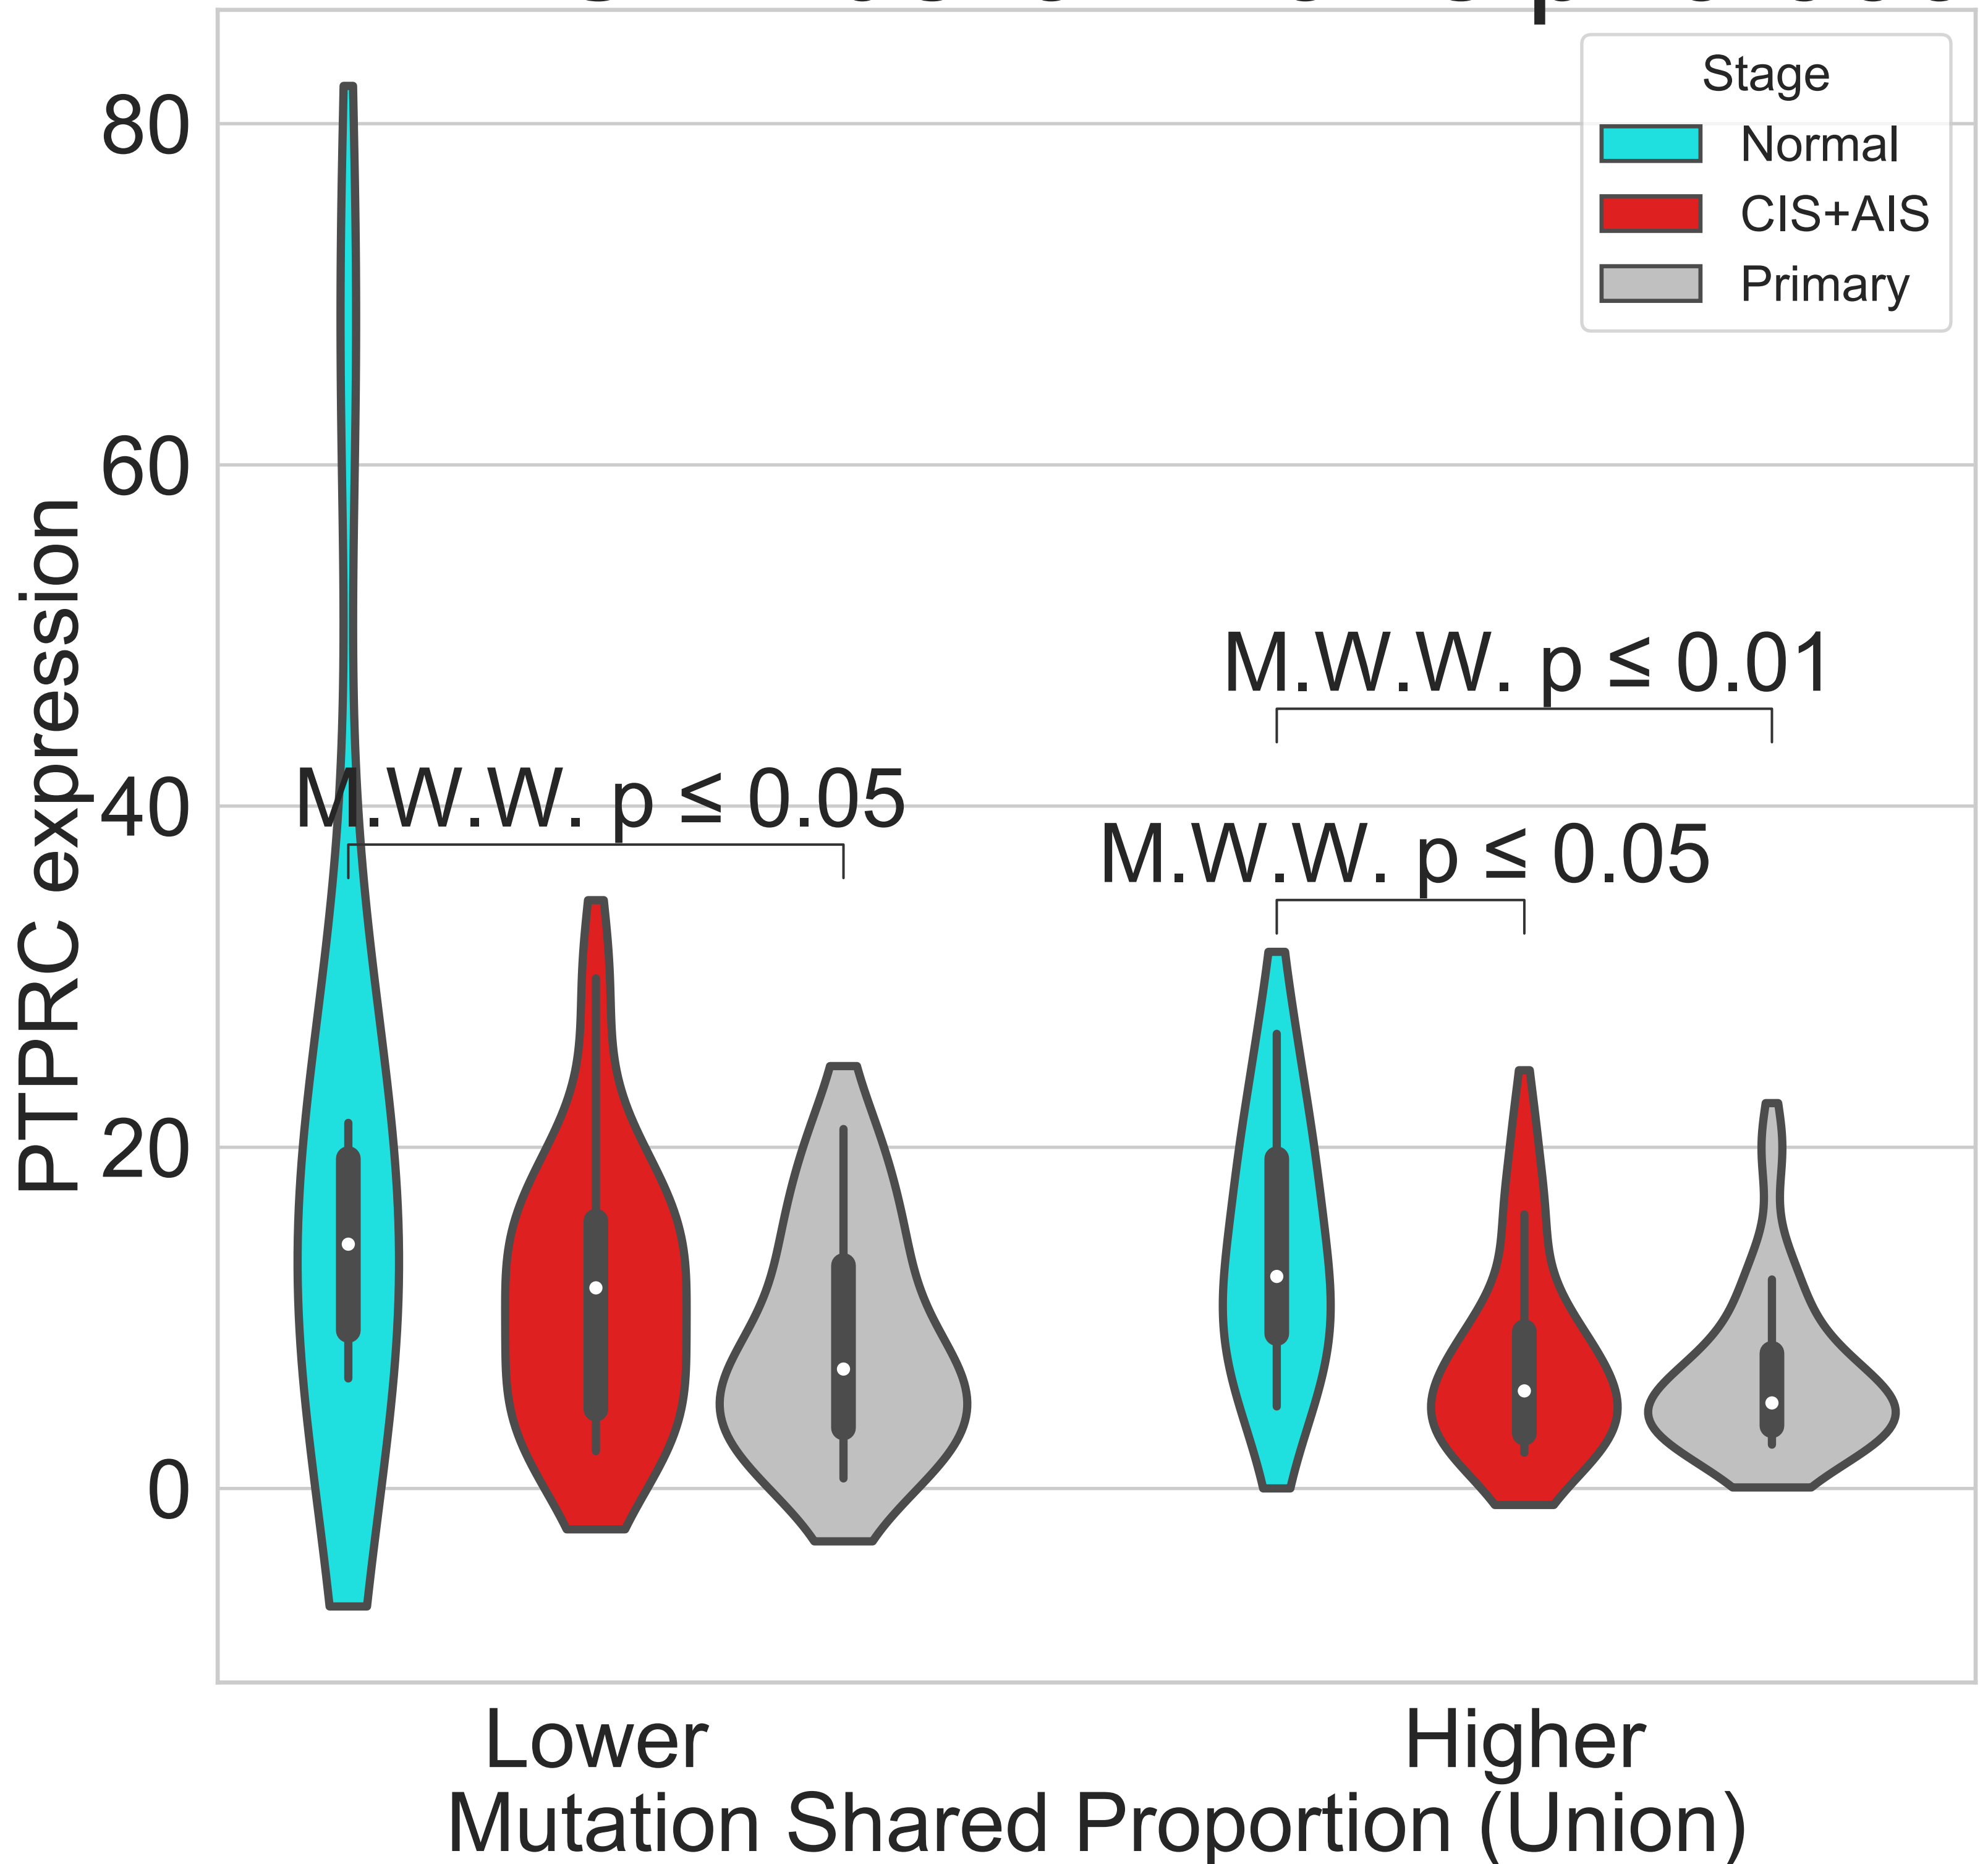 Stage
Normal
CIS+AIS
Primary
80
60
40
20
0
PTPRC expression
M.W.W. p ≤ 0.01
M.W.W. p ≤ 0.05
M.W.W. p ≤ 0.05
Lower
Higher
Mutation Shared Proportion (Union)